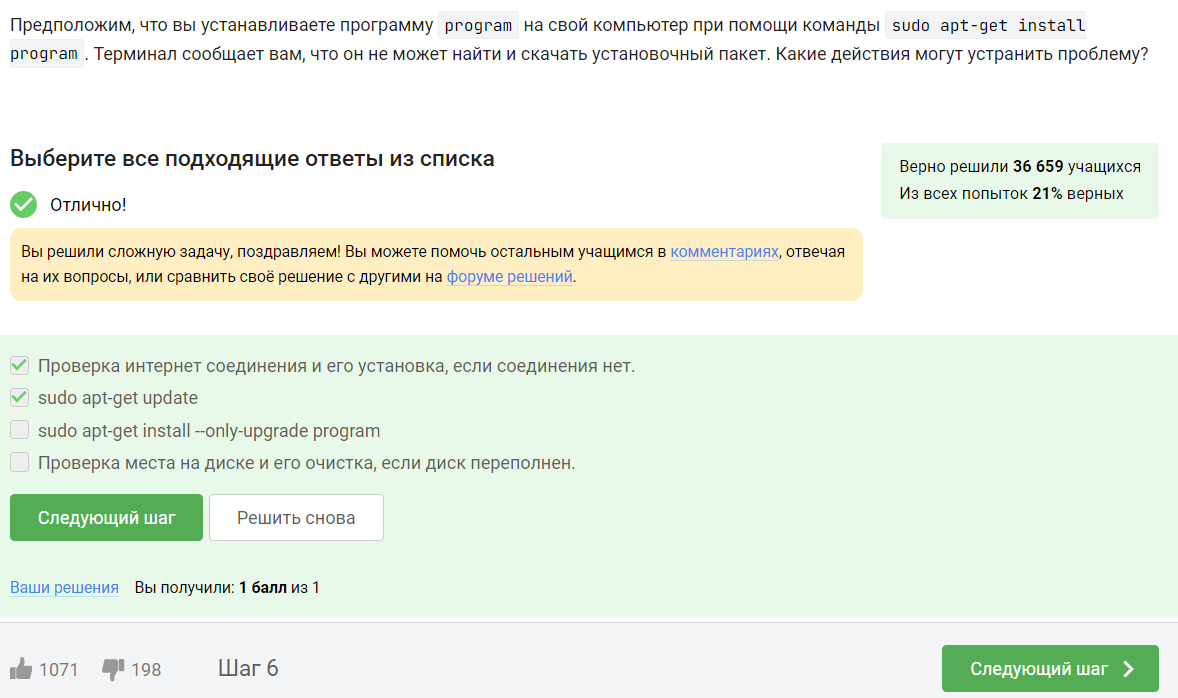 Предположим, что вы устанавливаете программу program на свой компьютер при помощи команды sudo apt-get install
program . Терминал сообщает вам, что он не может найти и скачать установочный пакет. Какие действия могут устранить проблему?
Выберите все подходящие ответы из списка
Верно решили 36 659 учащихся
Из всех попыток 21% верных
Отлично!
Вы решили сложную задачу, поздравляем! Вы можете помочь остальным учащимся в комментариях, отвечая
на их вопросы, или сравнить своё решение с другими на форуме решений.
Проверка интернет соединения и его установка, если соединения нет.
sudo apt-get update
sudo apt-get install --only-upgrade program
Проверка места на диске и его очистка, если диск переполнен.
Следующий шаг
Решить снова
Ваши решения Вы получили: 1 балл из 1
1071
198
Шаг 6
Следующий шаг